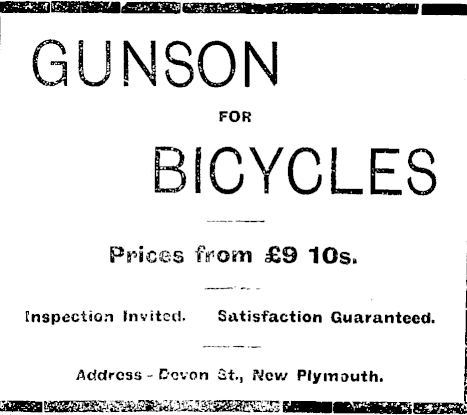 GUNSON
FOR
BICYCLES
Prices from £9 10s.
Inspection Invited. Satisfaction Guaranteed.
Address - Devon St., New Plymouth.